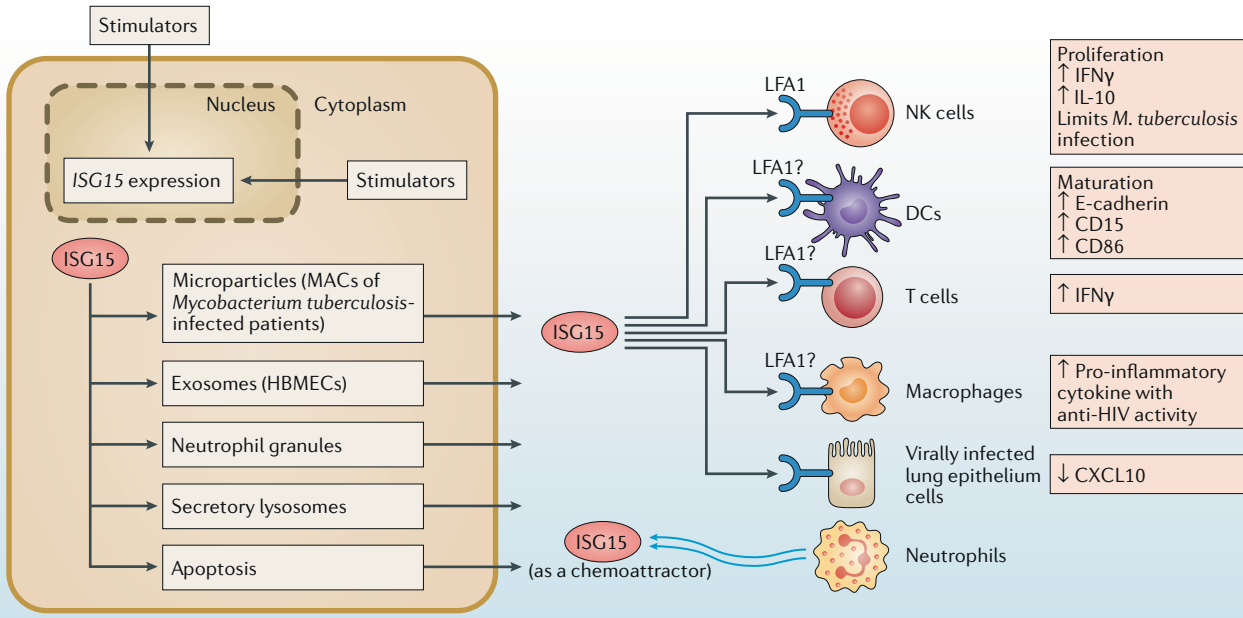 Stimulators
Nucleus
Cytoplasm
ISG15 expression
Stimulators
ISG15
Microparticles (MACs of
Mycobacterium tuberculosis-
infected patients)
Exosomes (HBMECs)
Neutrophil granules
Secretory lysosomes
Apoptosis
ISG15
LFA1
NK cells
Proliferation
↑ IFNγ
↑ IL-10
Limits M. tuberculosis
infection
LFA1?
DCs
Maturation
↑ E-cadherin
↑ CD15
↑ CD86
LFA1?
T cells
↑ IFNγ
LFA1?
Macrophages
↑ Pro-inflammatory
cytokine with
anti-HIV activity
Virally infected
lung epithelium
cells
↓ CXCL10
ISG15
(as a chemoattractor)
Neutrophils